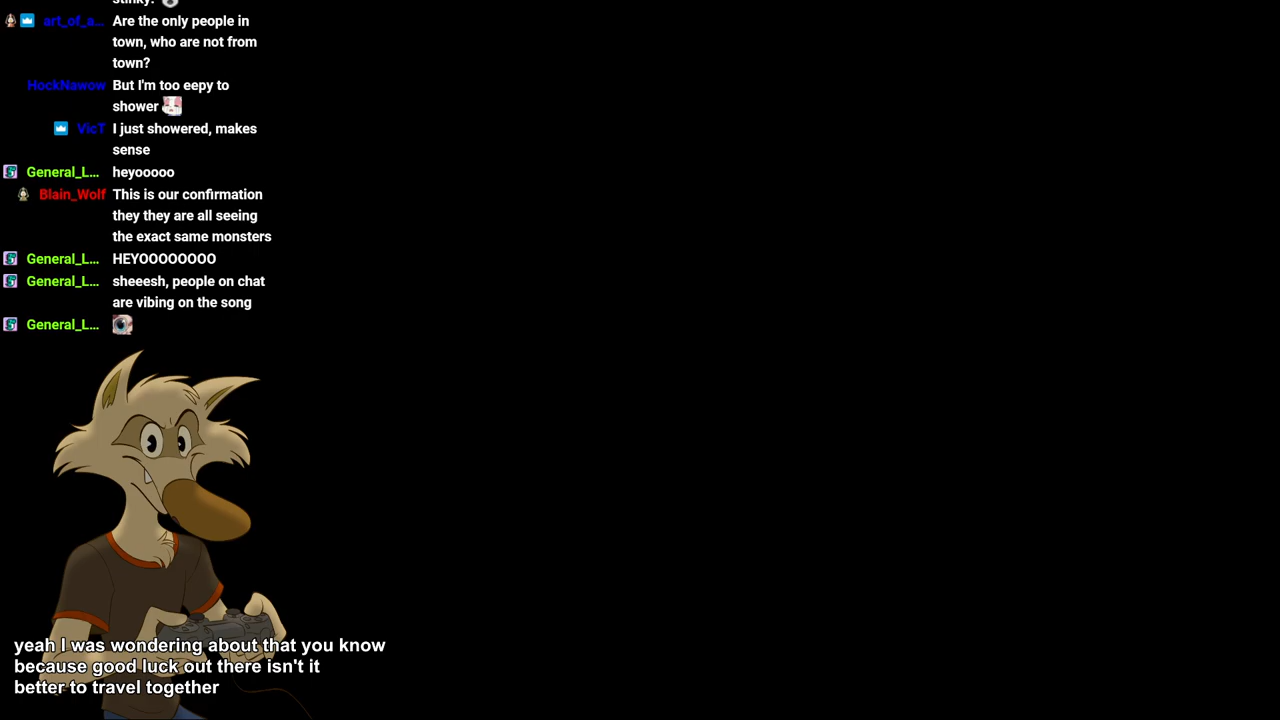 stinky?
art_of_a... Are the only people in
town, who are not from
town?
HockNawow But I'm too eepy to
shower
VicT I just showered, makes
sense
General_L... heyooooo
Blain_Wolf This is our confirmation
they they are all seeing
the exact same monsters
General_L... HEYOOOOOOOO
General_L... sheeesh, people on chat
are vibing on the song
General_L...
yeah I was wondering about that you know
because good luck out there isn't it
better to travel together